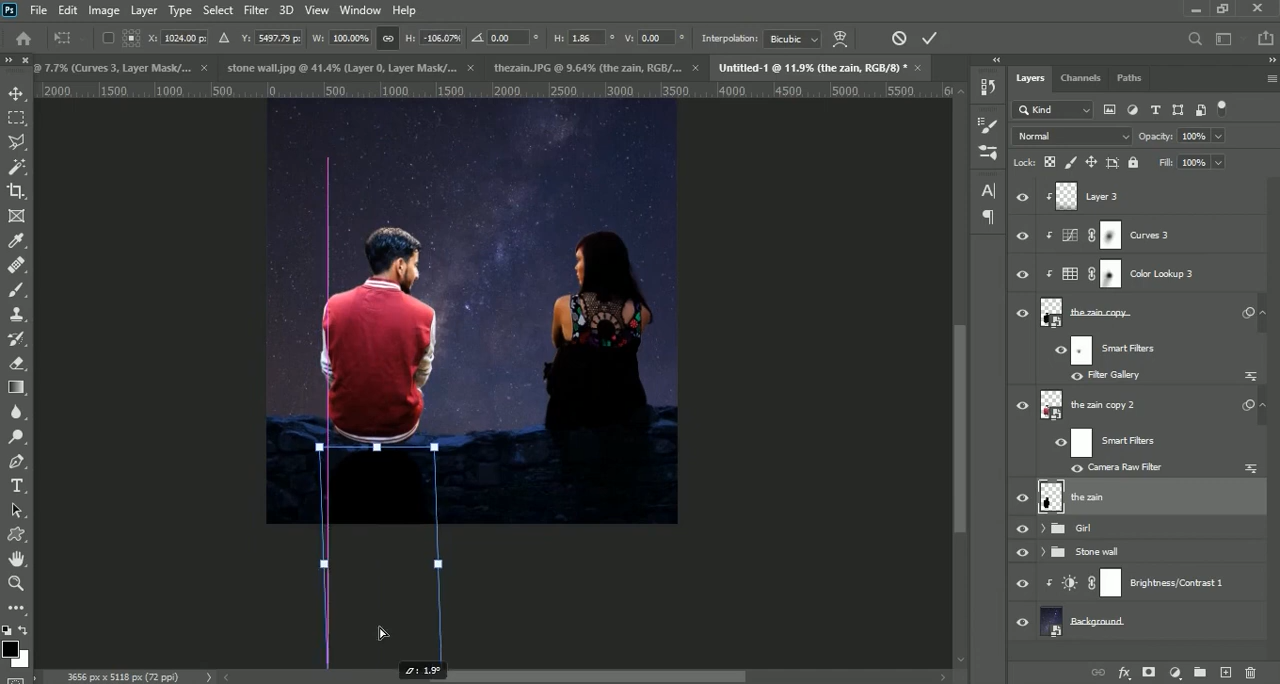 Ps File Edit Image Layer Type Select Filter 3D View Window Help
X: 1024.00 p: Y: 5497.79 p: W: 100.00% H: -106.07% 0.00 ° H: 1.86 ° V: 0.00 ° Interpolation: Bicubic
@ 7.7% (Curves 3, Layer Mask/... × stone wall.jpg @ 41.4% (Layer 0, Layer Mask/... × thezain.JPG @ 9.64% (the zain, RGB/... × Untitled-1 @ 11.9% (the zain, RGB/8) * ×
2000 1500 1000 500 0 500 1000 1500 2000 2500 3000 3500 4000 4500 5000 5500
Layers Channels Paths
Kind
Normal Opacity: 100%
Lock: Fill: 100%
Layer 3
Curves 3
Color Lookup 3
the zain copy
Smart Filters
Filter Gallery
the zain copy 2
Smart Filters
Camera Raw Filter
the zain
Girl
Stone wall
Brightness/Contrast 1
Background
: 1.9°
3656 px x 5118 px (72 ppi)
fx